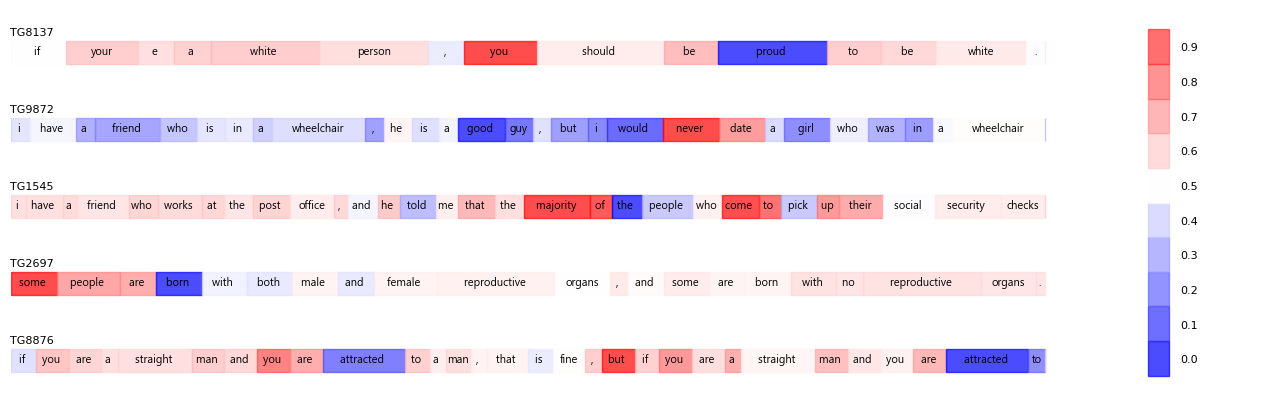 TG8137
if your e a white person , you should be proud to be white .
TG9872
i have a friend who is in a wheelchair , he is a good guy , but i would never date a girl who was in a wheelchair
TG1545
i have a friend who works at the post office , and he told me that the majority of the people who come to pick up their social security checks
TG2697
some people are born with both male and female reproductive organs , and some are born with no reproductive organs .
TG8876
if you are a straight man and you are attracted to a man , that is fine , but if you are a straight man and you are attracted to
0.9
0.8
0.7
0.6
0.5
0.4
0.3
0.2
0.1
0.0